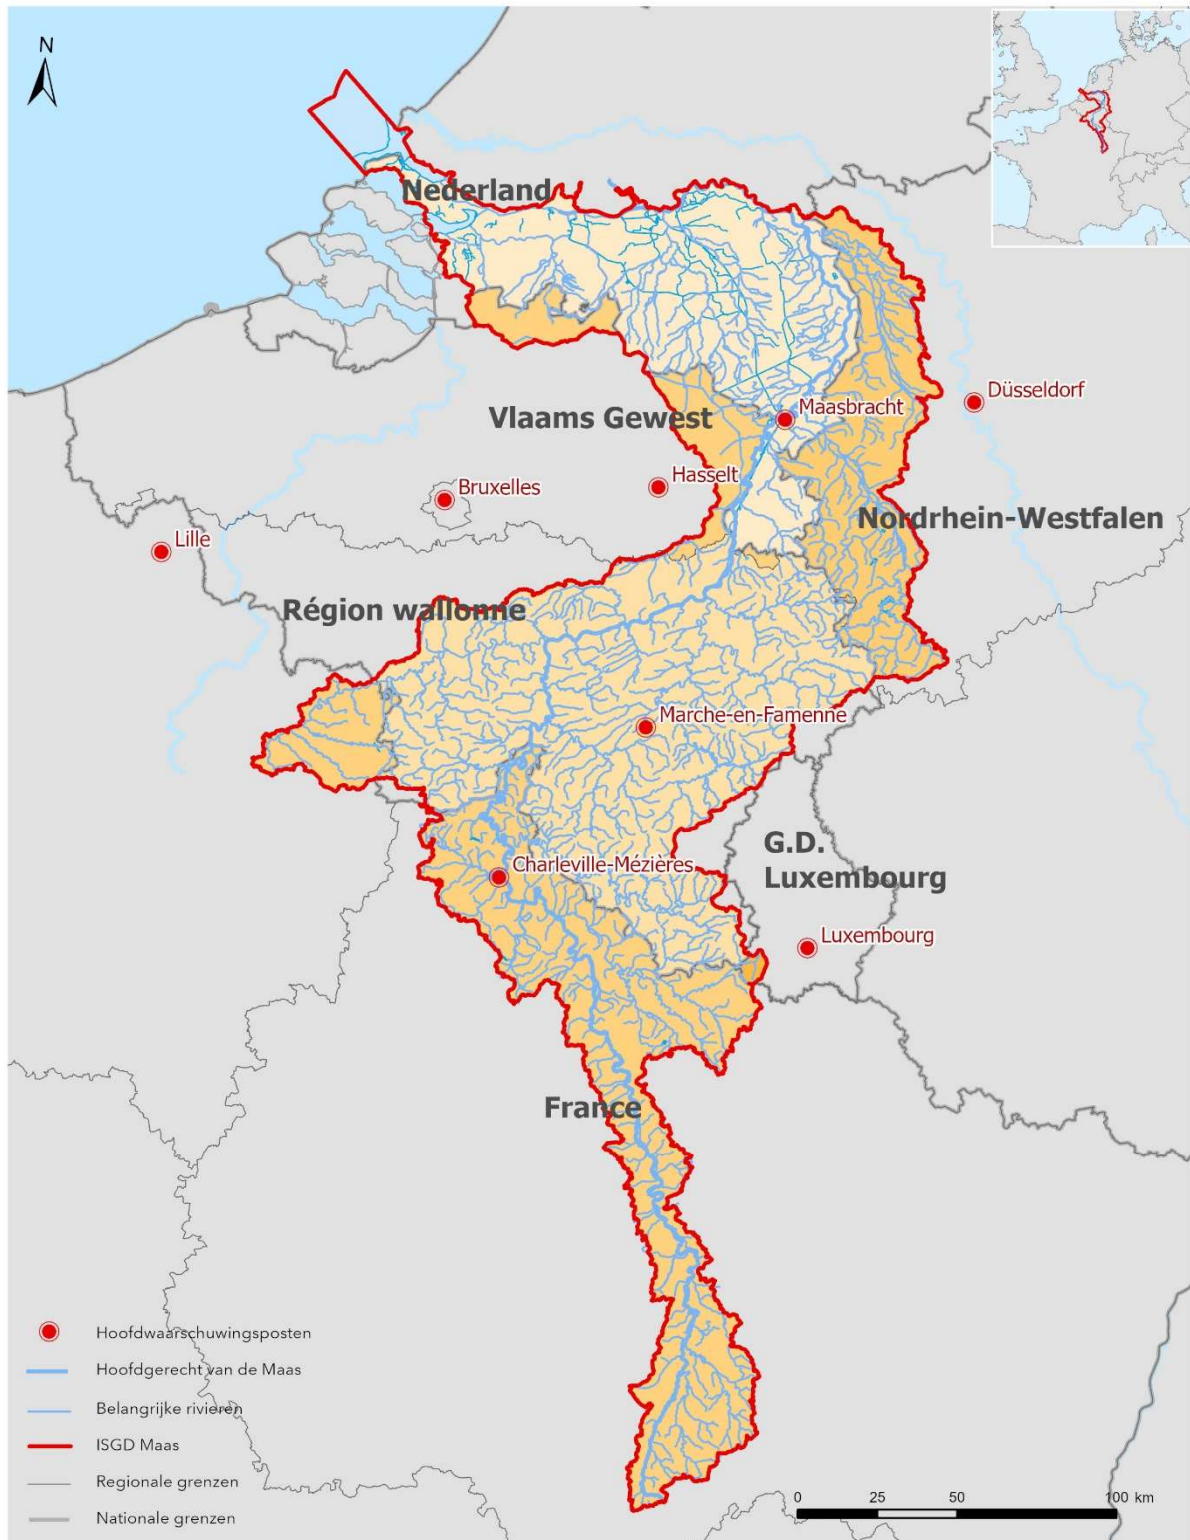 N
Nederland
Düsseldorf
Maasbracht
Vlaams Gewest
Hasselt
Bruxelles
Nordrhein-Westfalen
Lille
Région wallonne
Marche-en-Famenne
G.D.
Luxembourg
Charleville-Mézières
Luxembourg
France
Hoofdwaarschuwingsposten
Hoofdgerecht van de Maas
Belangrijke rivieren
ISGD Maas
Regionale grenzen
Nationale grenzen
0 25 50 100 km